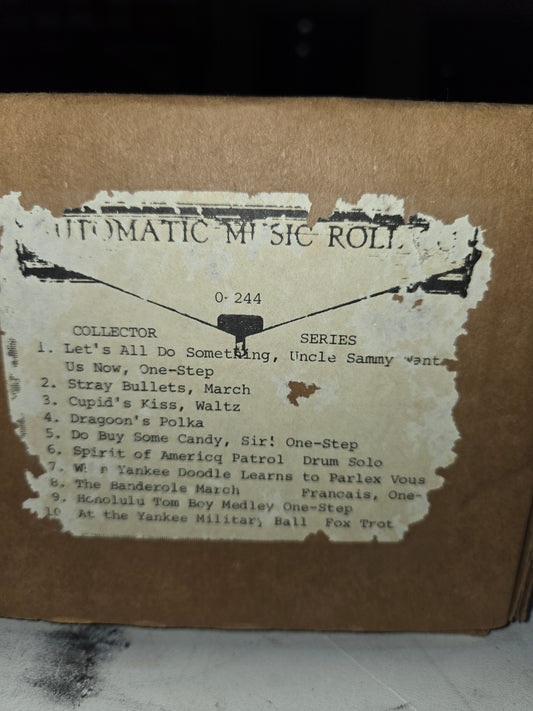 AUTOMATIC MUSIC ROLL
O-244
COLLECTOR SERIES
1. Let's All Do Something, Uncle Sammy Wants
Us Now, One-Step
2. Stray Bullets, March
3. Cupid's Kiss, Waltz
4. Dragoon's Polka
5. Do Buy Some Candy, Sir! One-Step
6. Spirit of Americq Patrol Drum Solo
7. When Yankee Doodle Learns to Parlex Vous
8. The Banderole March Francais, One-
9. Honolulu Tom Boy Medley One-Step
10 At the Yankee Military Ball Fox Trot